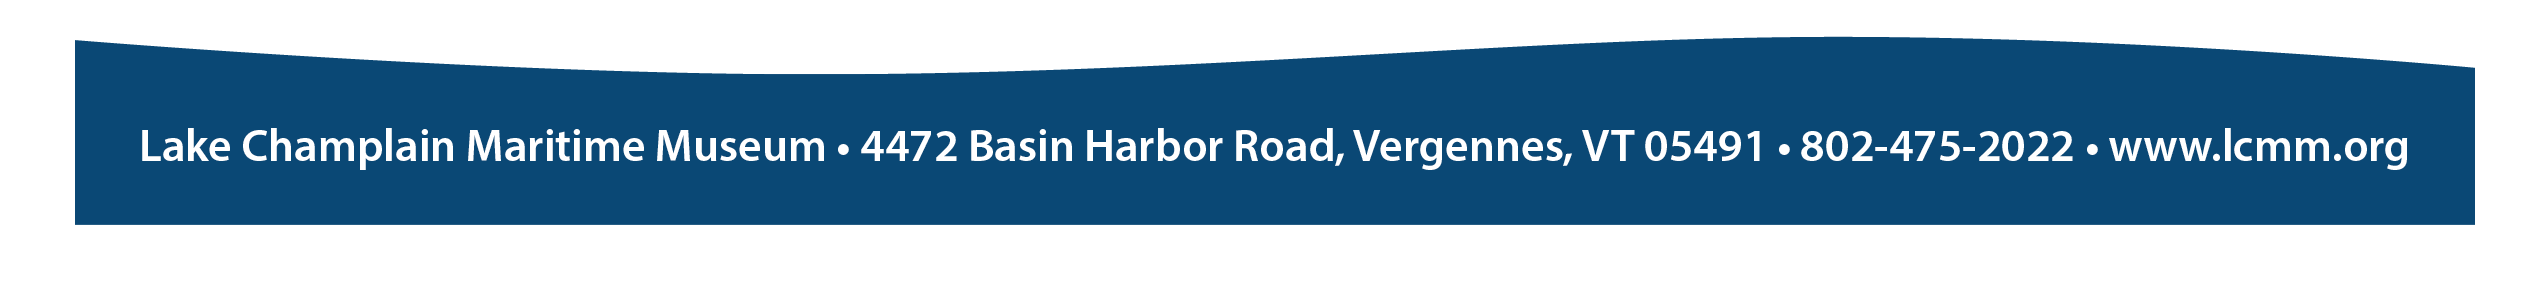 Lake Champlain Maritime Museum • 4472 Basin Harbor Road, Vergennes, VT 05491 • 802-475-2022 • www.lcmm.org